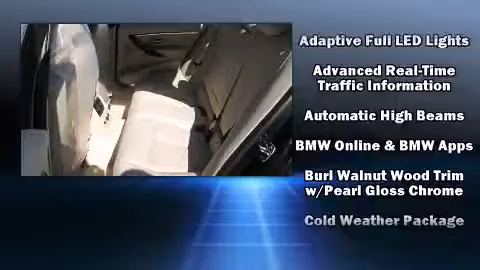 Adaptive Full LED Lights
Advanced Real-Time
Traffic Information
Automatic High Beams
BMW Online & BMW Apps
Burl Walnut Wood Trim
w/Pearl Gloss Chrome
Cold Weather Package